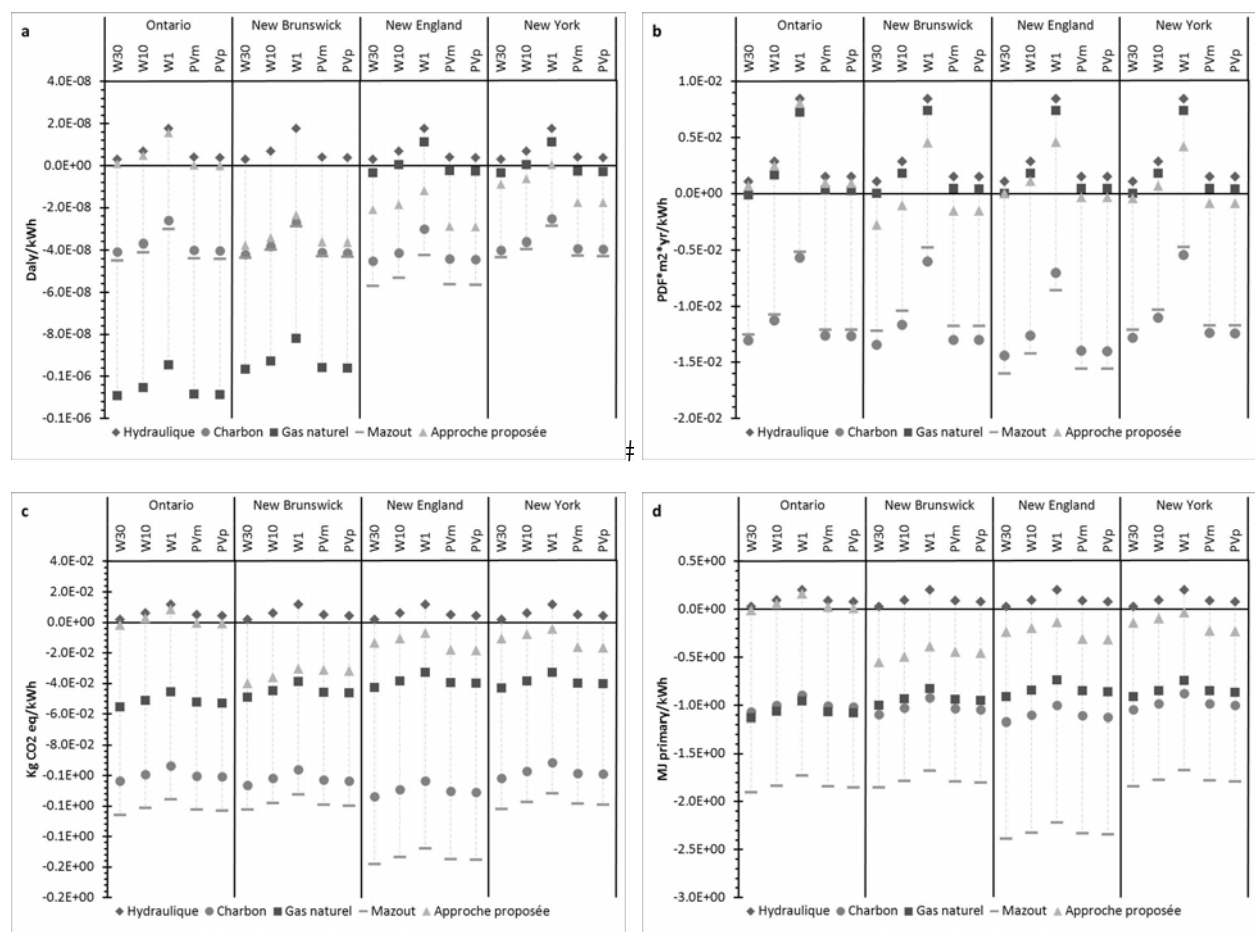 a
Ontario New Brunswick New England New York
W30 W10 W1 PVm PVp W30 W10 W1 PVm PVp W30 W10 W1 PVm PVp W30 W10 W1 PVm PVp
Daly/kWh
4.0E-08
2.0E-08
0.0E+00
-2.0E-08
-4.0E-08
-6.0E-08
-8.0E-08
-0.1E-06
-0.1E-06
Hydraulique Charbon Gas naturel Mazout Approche proposée
‡
b
Ontario New Brunswick New England New York
W30 W10 W1 PVm PVp W30 W10 W1 PVm PVp W30 W10 W1 PVm PVp W30 W10 W1 PVm PVp
PDF*m2*yr/kWh
1.0E-02
0.5E-02
0.0E+00
-0.5E-02
-1.0E-02
-1.5E-02
-2.0E-02
Hydraulique Charbon Gas naturel Mazout Approche proposée
c
Ontario New Brunswick New England New York
W30 W10 W1 PVm PVp W30 W10 W1 PVm PVp W30 W10 W1 PVm PVp W30 W10 W1 PVm PVp
Kg CO2 eq/kWh
4.0E-02
2.0E-02
0.0E+00
-2.0E-02
-4.0E-02
-6.0E-02
-8.0E-02
-0.1E+00
-0.1E+00
-0.1E+00
-0.2E+00
-0.2E+00
Hydraulique Charbon Gas naturel Mazout Approche proposée
d
Ontario New Brunswick New England New York
W30 W10 W1 PVm PVp W30 W10 W1 PVm PVp W30 W10 W1 PVm PVp W30 W10 W1 PVm PVp
MJ primary/kWh
0.5E+00
0.0E+00
-0.5E+00
-1.0E+00
-1.5E+00
-2.0E+00
-2.5E+00
-3.0E+00
Hydraulique Charbon Gas naturel Mazout Approche proposée